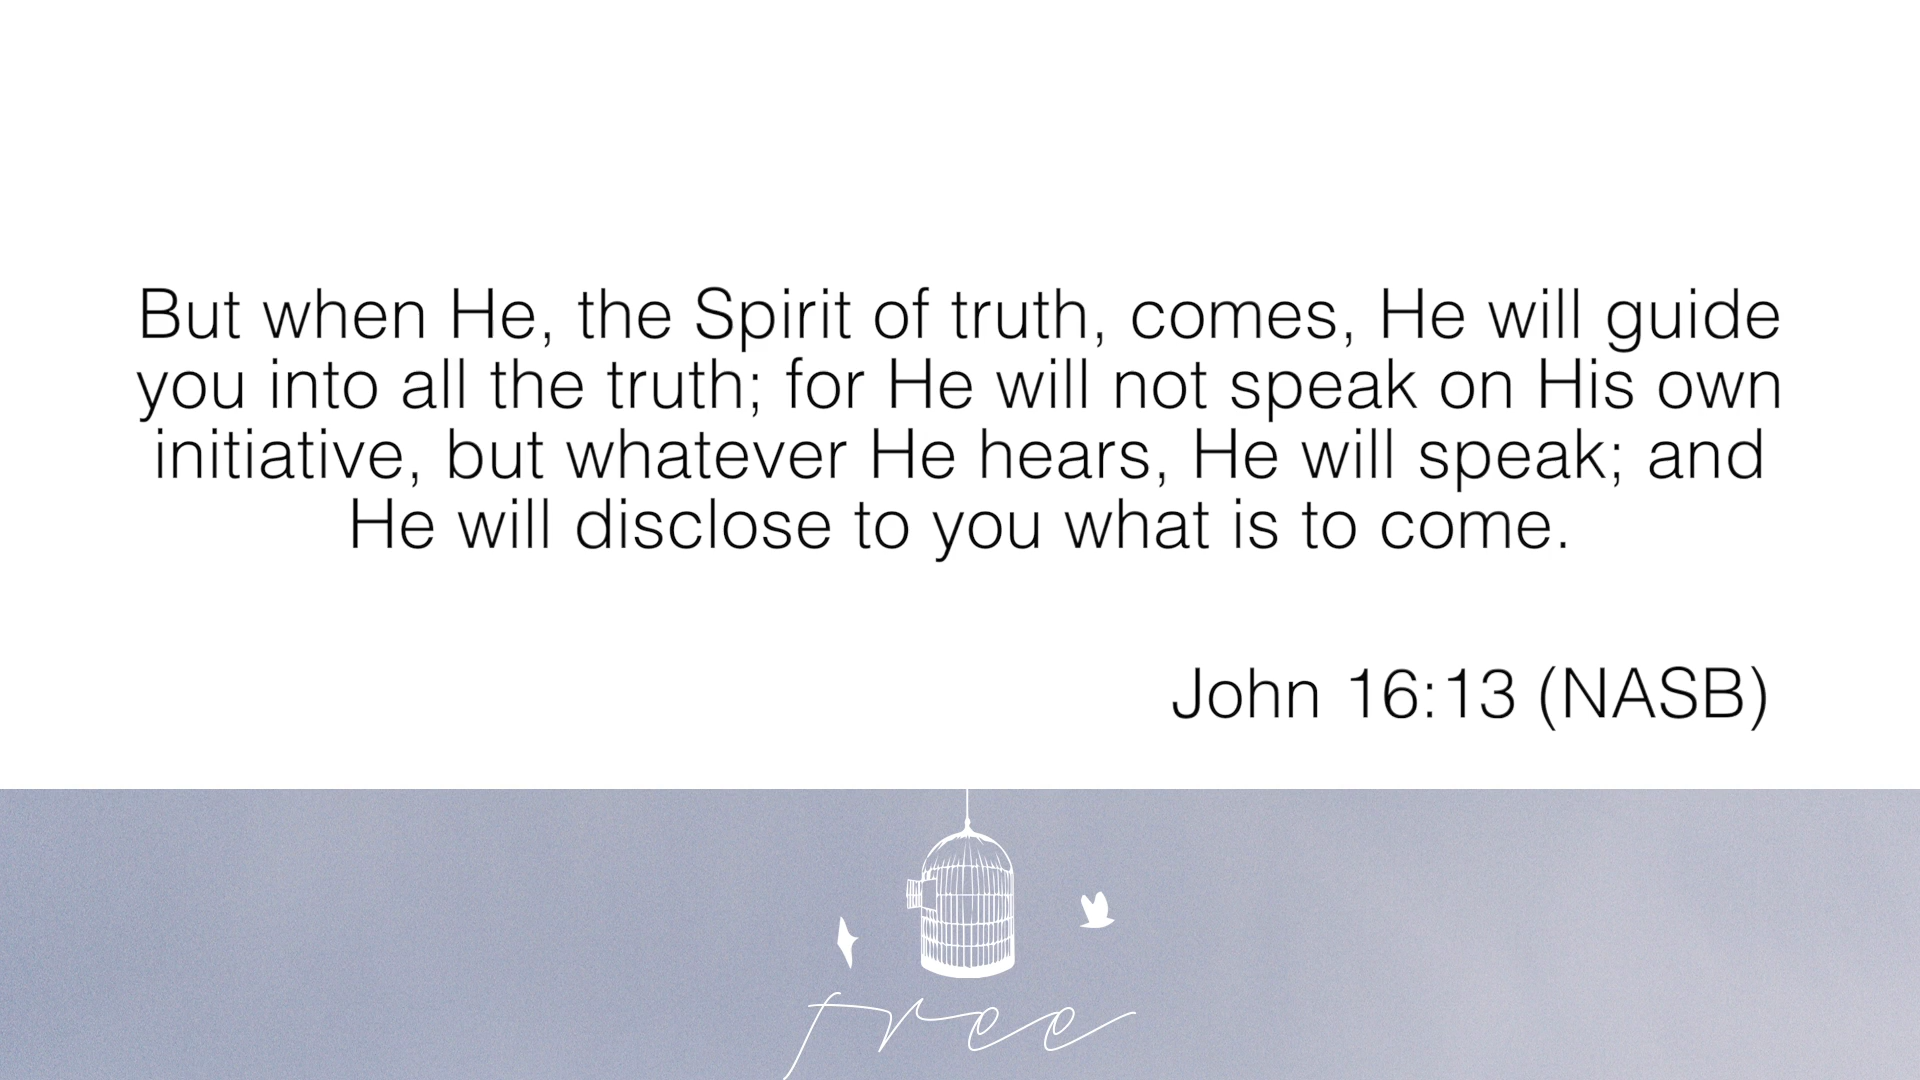 But when He, the Spirit of truth, comes, He will guide
you into all the truth; for He will not speak on His own
initiative, but whatever He hears, He will speak; and
He will disclose to you what is to come.
John 16:13 (NASB)
free